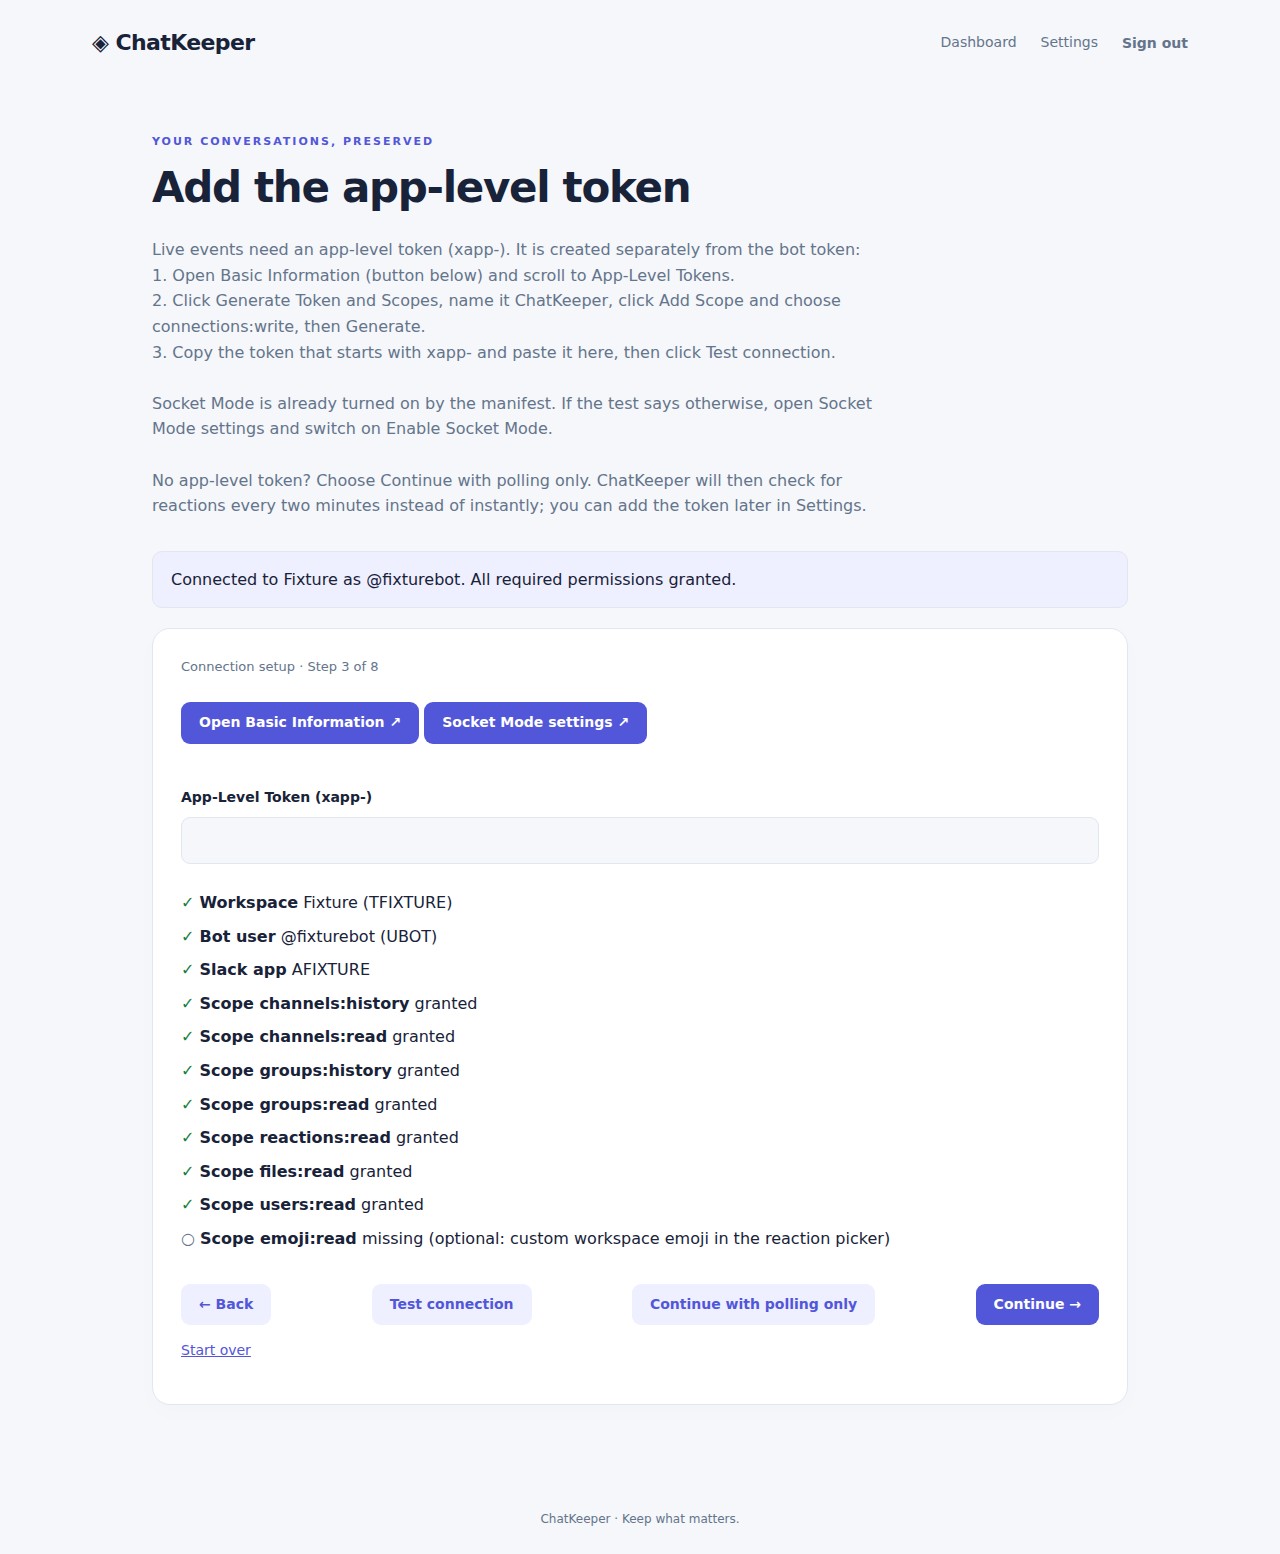 ◈ ChatKeeper
Dashboard Settings Sign out
YOUR CONVERSATIONS, PRESERVED
Add the app-level token
Live events need an app-level token (xapp-). It is created separately from the bot token:
1. Open Basic Information (button below) and scroll to App-Level Tokens.
2. Click Generate Token and Scopes, name it ChatKeeper, click Add Scope and choose
connections:write, then Generate.
3. Copy the token that starts with xapp- and paste it here, then click Test connection.
Socket Mode is already turned on by the manifest. If the test says otherwise, open Socket
Mode settings and switch on Enable Socket Mode.
No app-level token? Choose Continue with polling only. ChatKeeper will then check for
reactions every two minutes instead of instantly; you can add the token later in Settings.
Connected to Fixture as @fixturebot. All required permissions granted.
Connection setup · Step 3 of 8
Open Basic Information ↗ Socket Mode settings ↗
App-Level Token (xapp-)
✓ Workspace Fixture (TFIXTURE)
✓ Bot user @fixturebot (UBOT)
✓ Slack app AFIXTURE
✓ Scope channels:history granted
✓ Scope channels:read granted
✓ Scope groups:history granted
✓ Scope groups:read granted
✓ Scope reactions:read granted
✓ Scope files:read granted
✓ Scope users:read granted
○ Scope emoji:read missing (optional: custom workspace emoji in the reaction picker)
← Back Test connection Continue with polling only Continue →
Start over
ChatKeeper · Keep what matters.